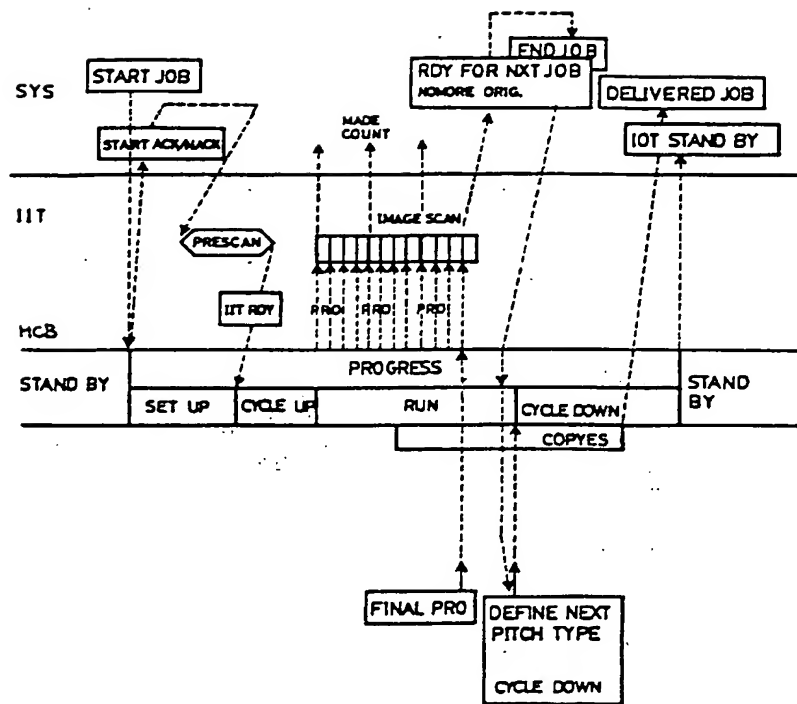 END JOB
START JOB
RDY FOR NXT JOB
NOMORE ORIG.
SYS
DELIVERED JOB
MADE
COUNT
START ACK/NACK
IOT STAND BY
IIT
IMAGE SCAN
PRESCAN
IIT RDY
PRO
PRO
PRO
MCB
PROGRESS
STAND BY
STAND
BY
SET UP
CYCLE UP
RUN
CYCLE DOWN
COPYES
FINAL PRO
DEFINE NEXT
PITCH TYPE
CYCLE DOWN